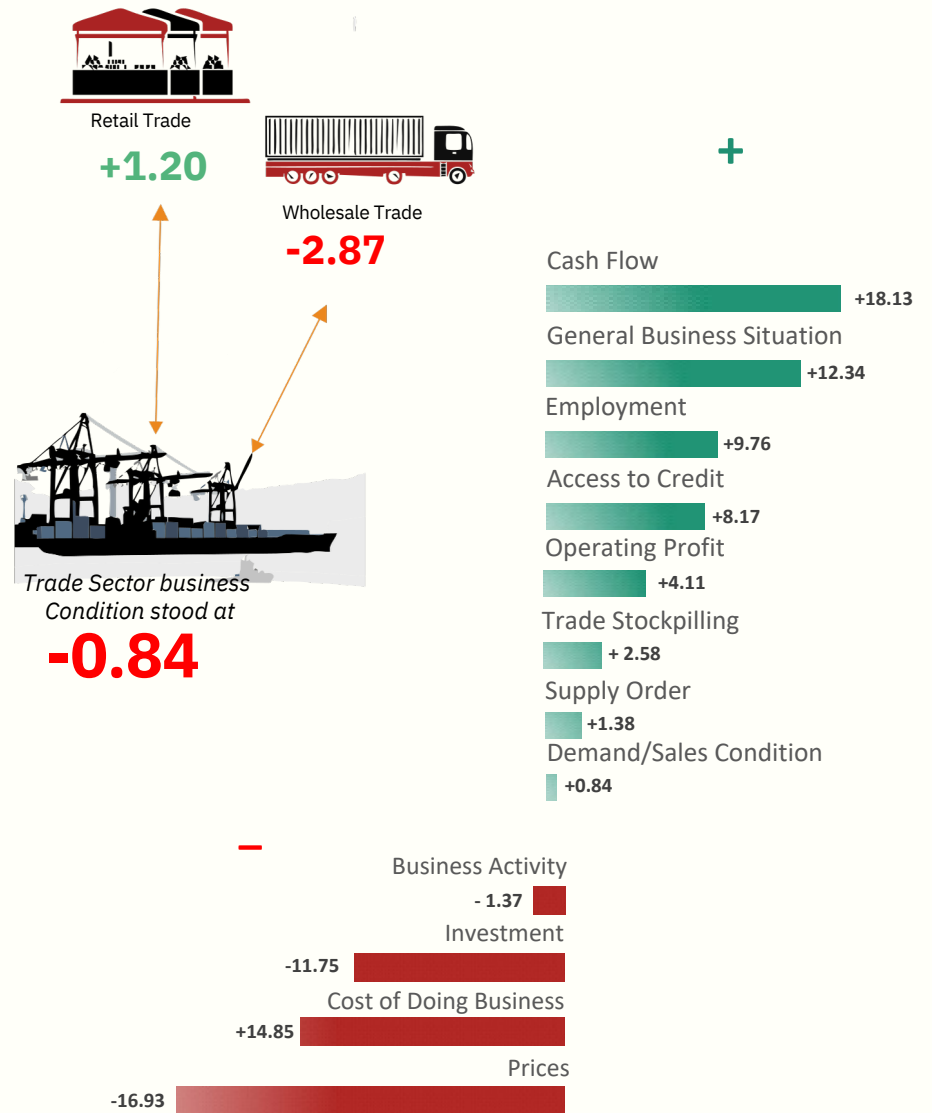 Retail Trade
+1.20
Wholesale Trade
-2.87
Trade Sector business
Condition stood at
-0.84
+
Cash Flow
+18.13
General Business Situation
+12.34
Employment
+9.76
Access to Credit
+8.17
Operating Profit
+4.11
Trade Stockpilling
+ 2.58
Supply Order
+1.38
Demand/Sales Condition
+0.84
–
Business Activity
- 1.37
Investment
-11.75
Cost of Doing Business
+14.85
Prices
-16.93